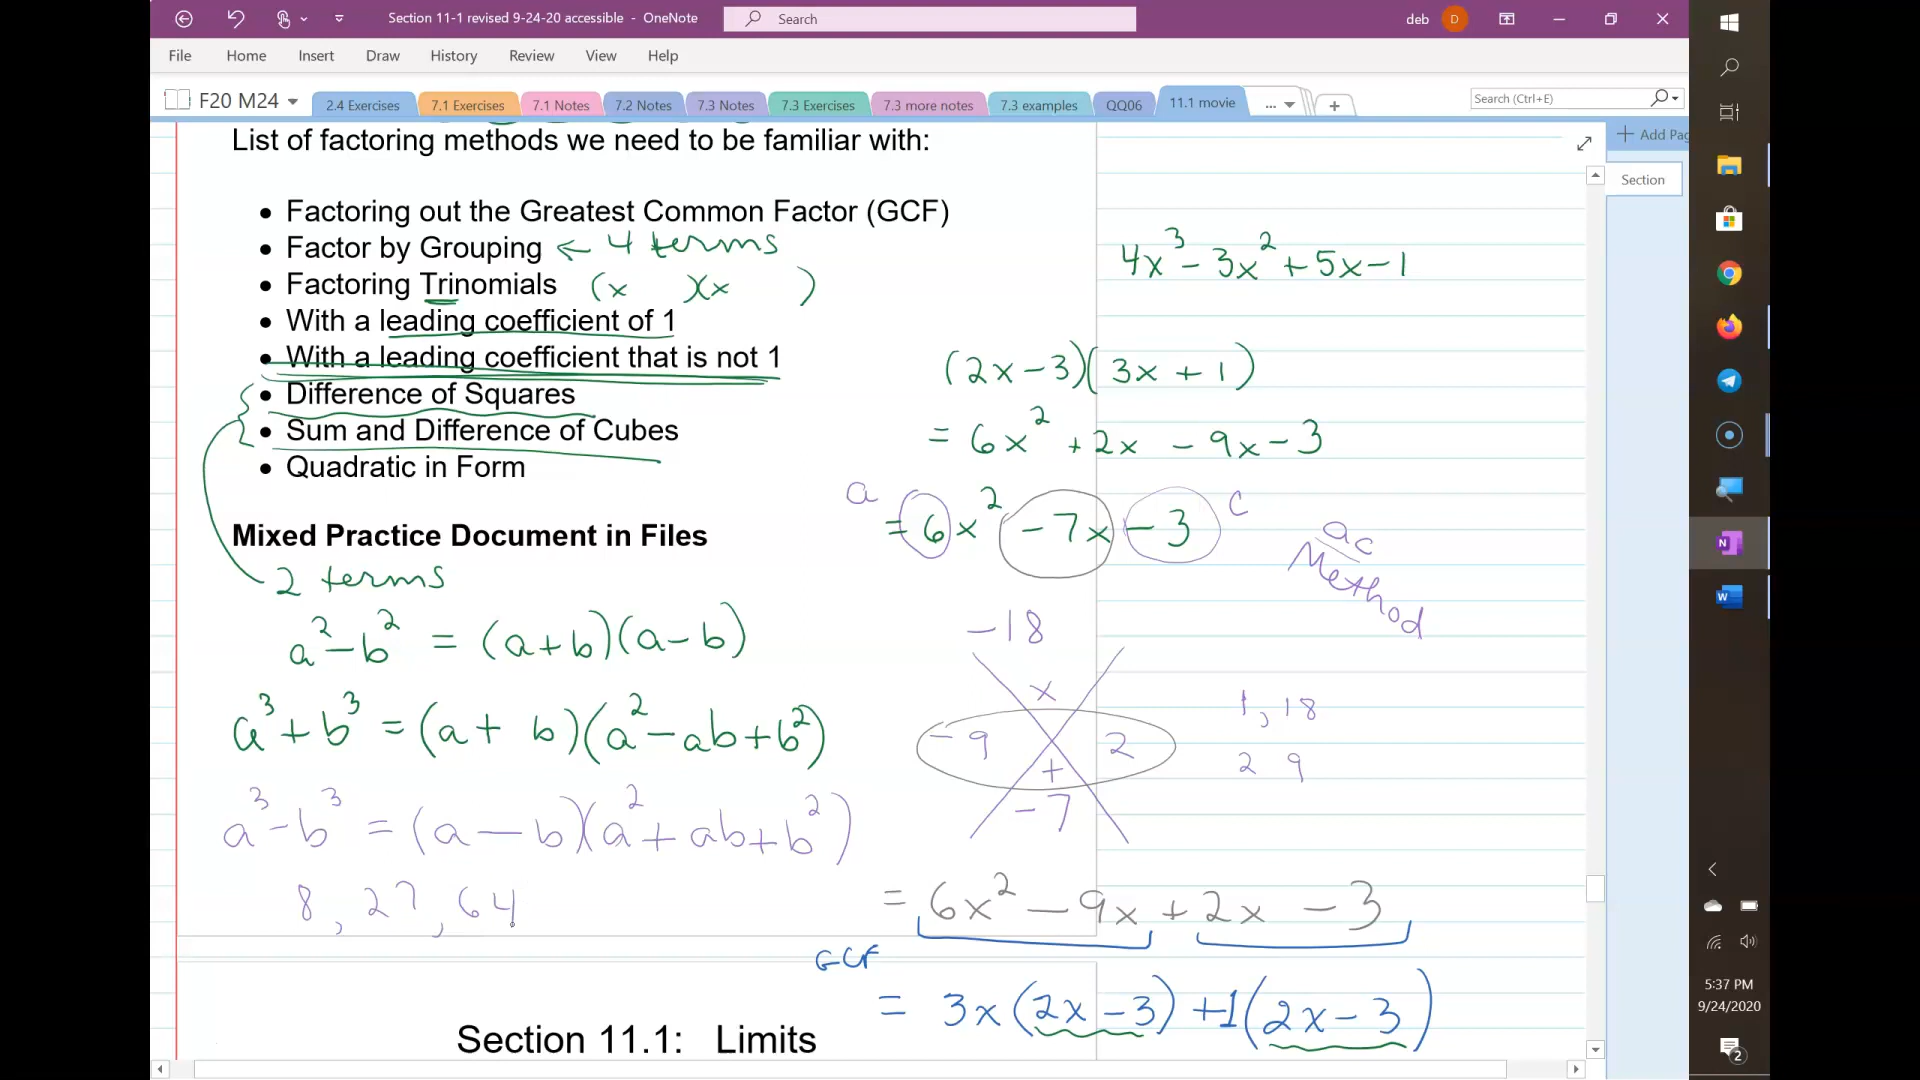 Section 11-1 revised 9-24-20 accessible - OneNote
Search
deb
D
File Home Insert Draw History Review View Help
F20 M24
2.4 Exercises 7.1 Exercises 7.1 Notes 7.2 Notes 7.3 Notes 7.3 Exercises 7.3 more notes 7.3 examples QQ06 11.1 movie ... +
Search (Ctrl+E)
+ Add Pag
Section
List of factoring methods we need to be familiar with:
• Factoring out the Greatest Common Factor (GCF)
• Factor by Grouping ← 4 terms
• Factoring Trinomials (x )(x )
• With a leading coefficient of 1
• With a leading coefficient that is not 1
• Difference of Squares
• Sum and Difference of Cubes
• Quadratic in Form
Mixed Practice Document in Files
2 terms
a² - b² = (a+b)(a-b)
a³ + b³ = (a + b)(a² - ab + b²)
a³ - b³ = (a - b)(a² + ab + b²)
8, 27, 64
Section 11.1: Limits
4x³ - 3x² + 5x - 1
(2x - 3)(3x + 1)
= 6x² + 2x - 9x - 3
a = 6x² - 7x - 3 c
ac
Method
-18
x
-9 2
+
-7
1, 18
2 9
= 6x² - 9x + 2x - 3
GCF
= 3x(2x - 3) + 1(2x - 3)
5:37 PM
9/24/2020
2